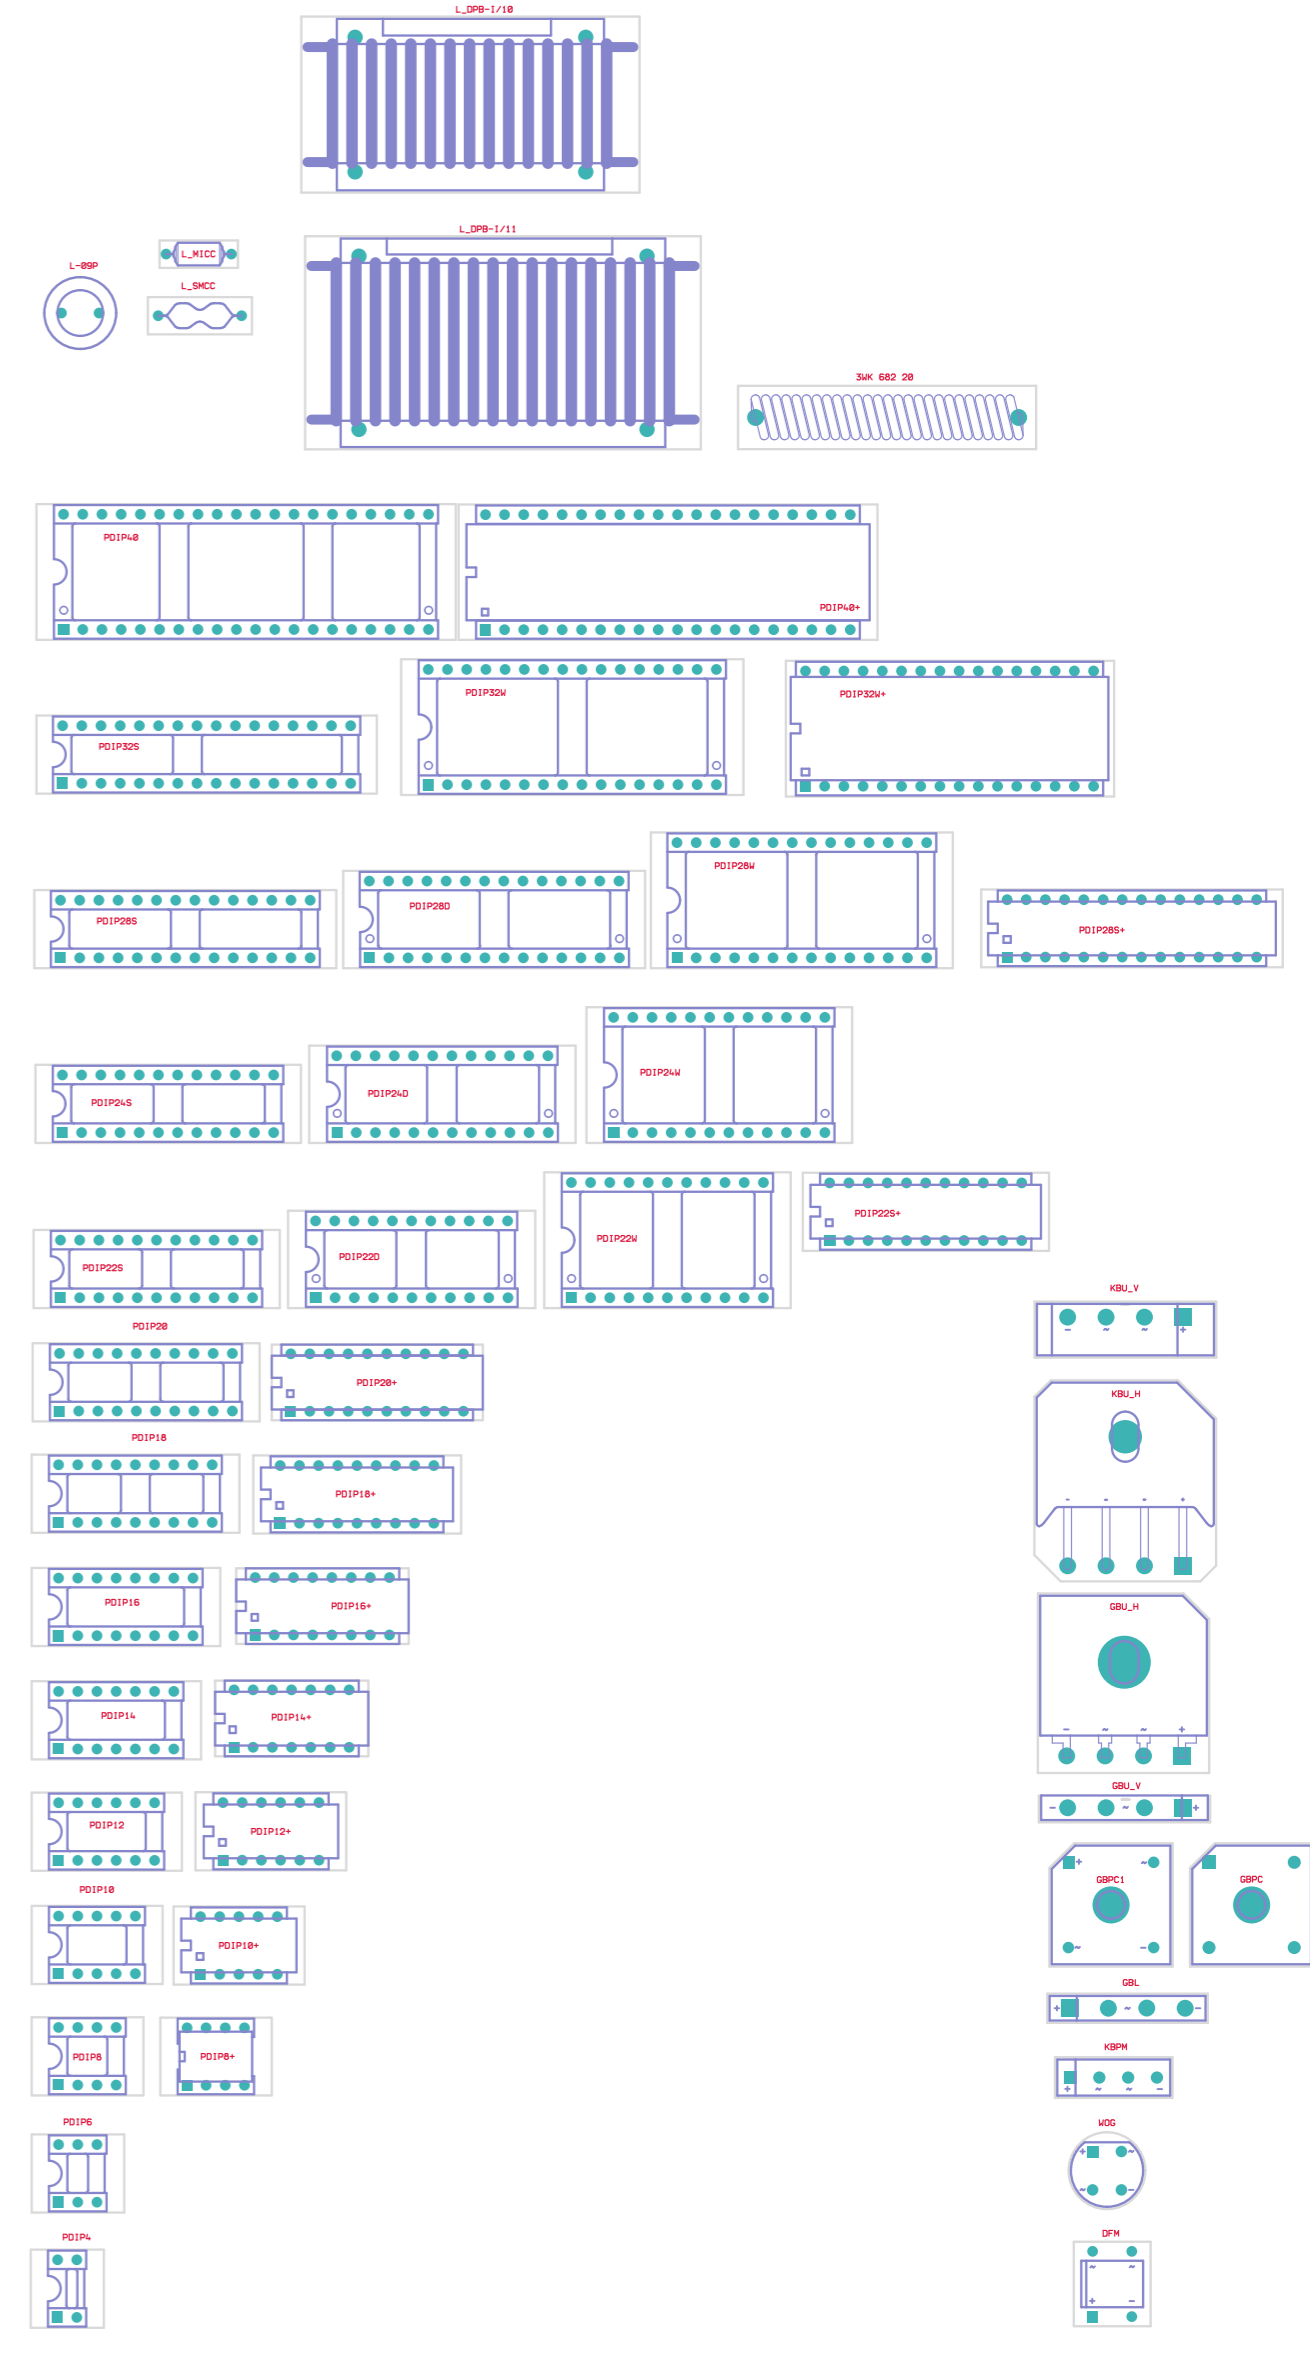 L_DPB-I/10
L_DPB-I/11
L_MICC
L-09P
L_SMCC
3WK 682 20
PDIP40
PDIP40+
PDIP32S
PDIP32W
PDIP32W+
PDIP28S
PDIP28D
PDIP28W
PDIP28S+
PDIP24S
PDIP24D
PDIP24W
PDIP22S
PDIP22D
PDIP22W
PDIP22S+
KBU_V
- ~ ~ +
PDIP20
PDIP20+
KBU_H
PDIP18
PDIP18+
PDIP16
PDIP16+
GBU_H
- ~ ~ +
PDIP14
PDIP14+
GBU_V
- ~ +
PDIP12
PDIP12+
GBPC1
+ ~
~ -
GBPC
PDIP10
PDIP10+
GBL
+ ~ -
PDIP8
PDIP8+
KBPM
+ ~ ~ -
PDIP6
WOG
+ ~
~ -
PDIP4
DFM
~ ~
+ -